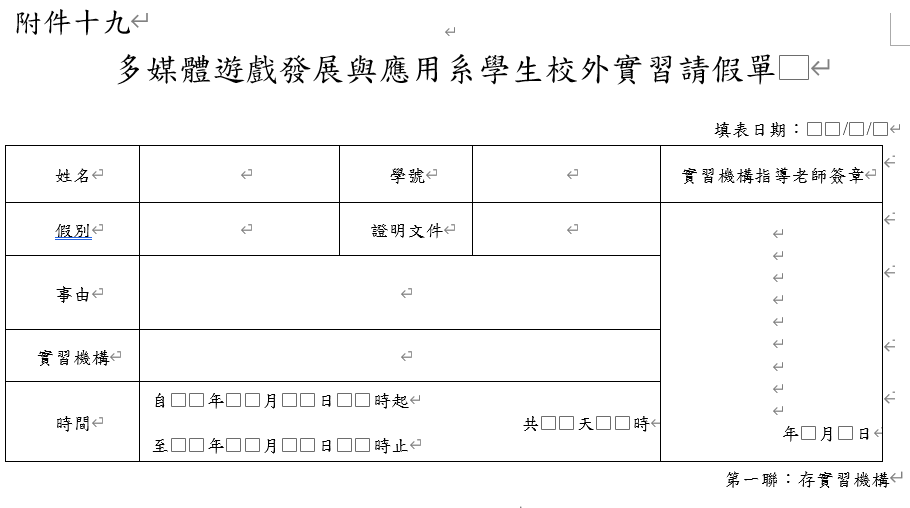 附件十九
多媒體遊戲發展與應用系學生校外實習請假單□
填表日期：□□/□/□
姓名 學號 實習機構指導老師簽章
假別 證明文件
事由
實習機構
時間 自□□年□□月□□日□□時起
共□□天□□時
至□□年□□月□□日□□時止
年□月□日
第一聯：存實習機構